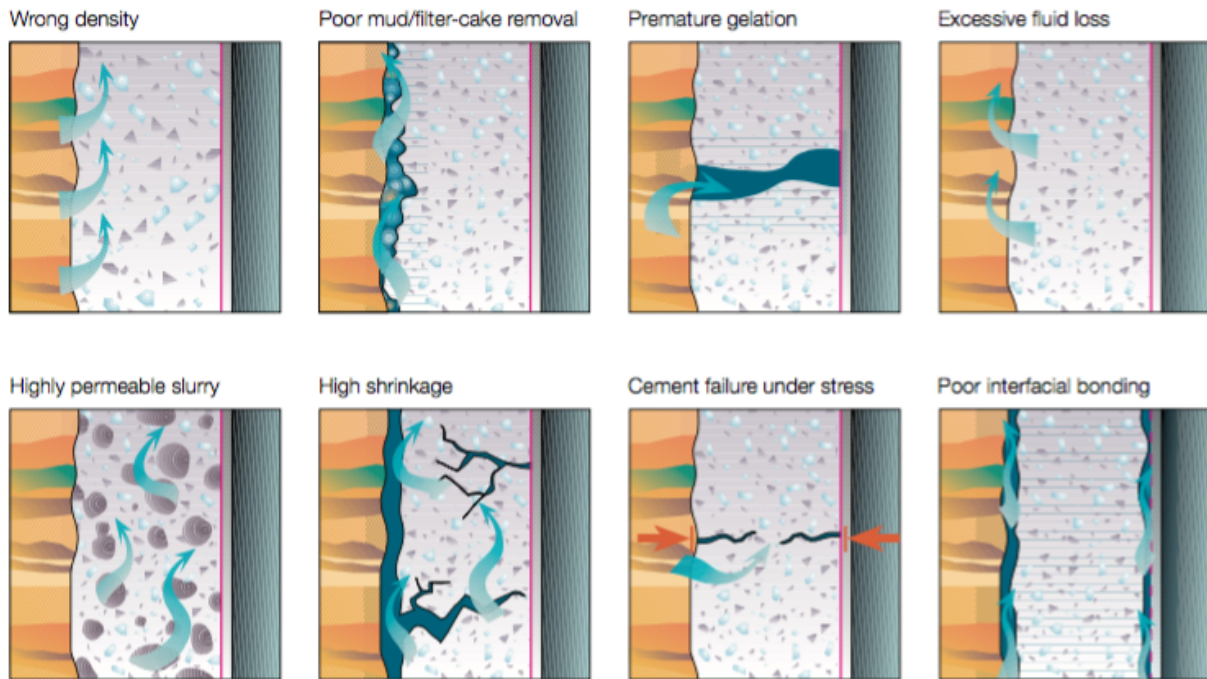 Wrong density
Poor mud/filter-cake removal
Premature gelation
Excessive fluid loss
Highly permeable slurry
High shrinkage
Cement failure under stress
Poor interfacial bonding